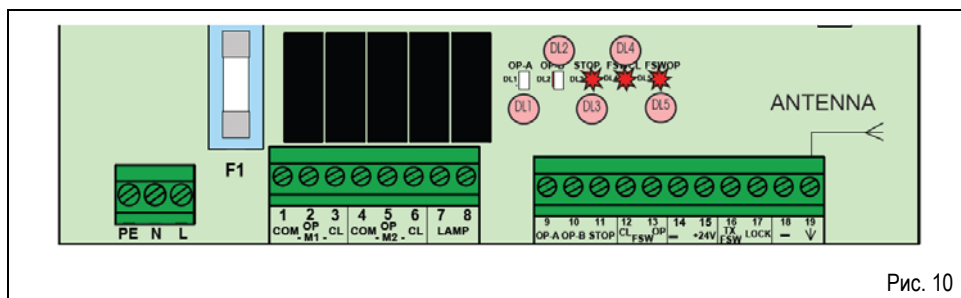 DL2 DL4
OP-A OP-B STOP FSWCL FSWOP
DL1 DL2 DL3 DL4 DL5
DL1 DL3 DL5
ANTENNA
F1
1 2 3 4 5 6 7 8
COM OP CL COM OP CL LAMP
- M1 - - M2 -
PE N L
9 10 11 12 13 14 15 16 17 18 19
OP-A OP-B STOP CL OP − +24V TX LOCK −
FSW FSW
Рис. 10